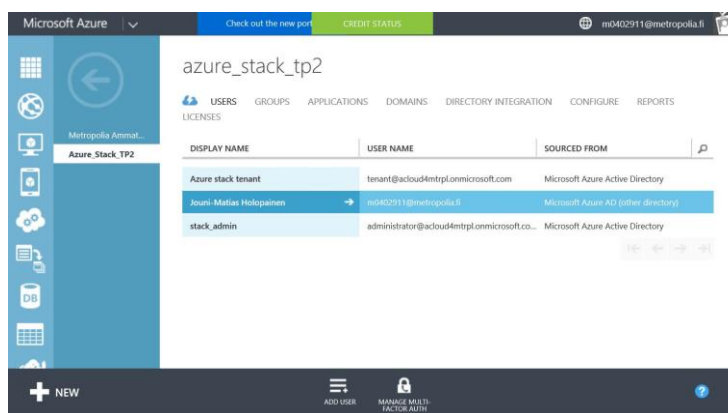 Microsoft Azure
Check out the new port
CREDIT STATUS
m0402911@metropolia.fi
azure_stack_tp2
USERS GROUPS APPLICATIONS DOMAINS DIRECTORY INTEGRATION CONFIGURE REPORTS
LICENSES
Metropolia Ammat...
Azure_Stack_TP2
DISPLAY NAME USER NAME SOURCED FROM
Azure stack tenant tenant@acloud4mtrpl.onmicrosoft.com Microsoft Azure Active Directory
Jouni-Matias Holopainen m0402911@metropolia.fi Microsoft Azure AD (other directory)
stack_admin administrator@acloud4mtrpl.onmicrosoft.co... Microsoft Azure Active Directory
DB
NEW
ADD USER
MANAGE MULTI-
FACTOR AUTH
?